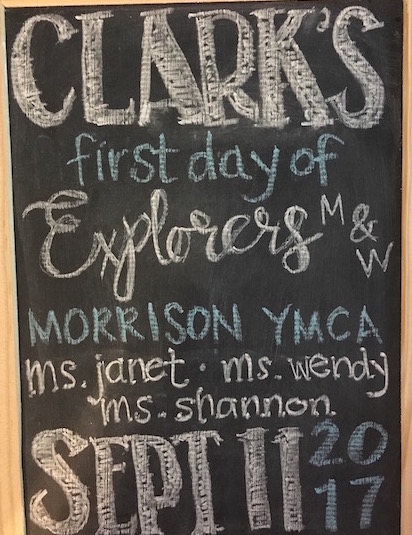 CLARK'S
first day of
Explorers M & W
MORRISON YMCA
ms. janet · ms. wendy
ms. shannon
SEPT 11 2017